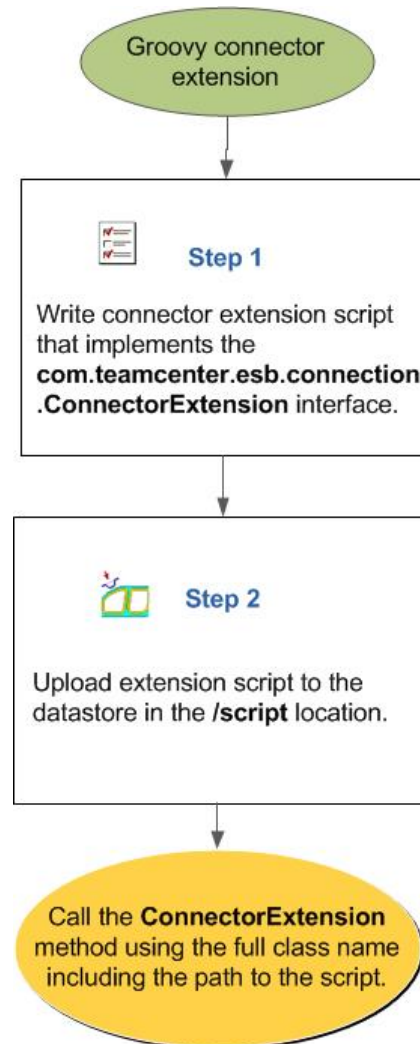 Groovy connector
extension
Step 1
Write connector extension script
that implements the
com.teamcenter.esb.connection
.ConnectorExtension interface.
Step 2
Upload extension script to the
datastore in the /script location.
Call the ConnectorExtension
method using the full class name
including the path to the script.